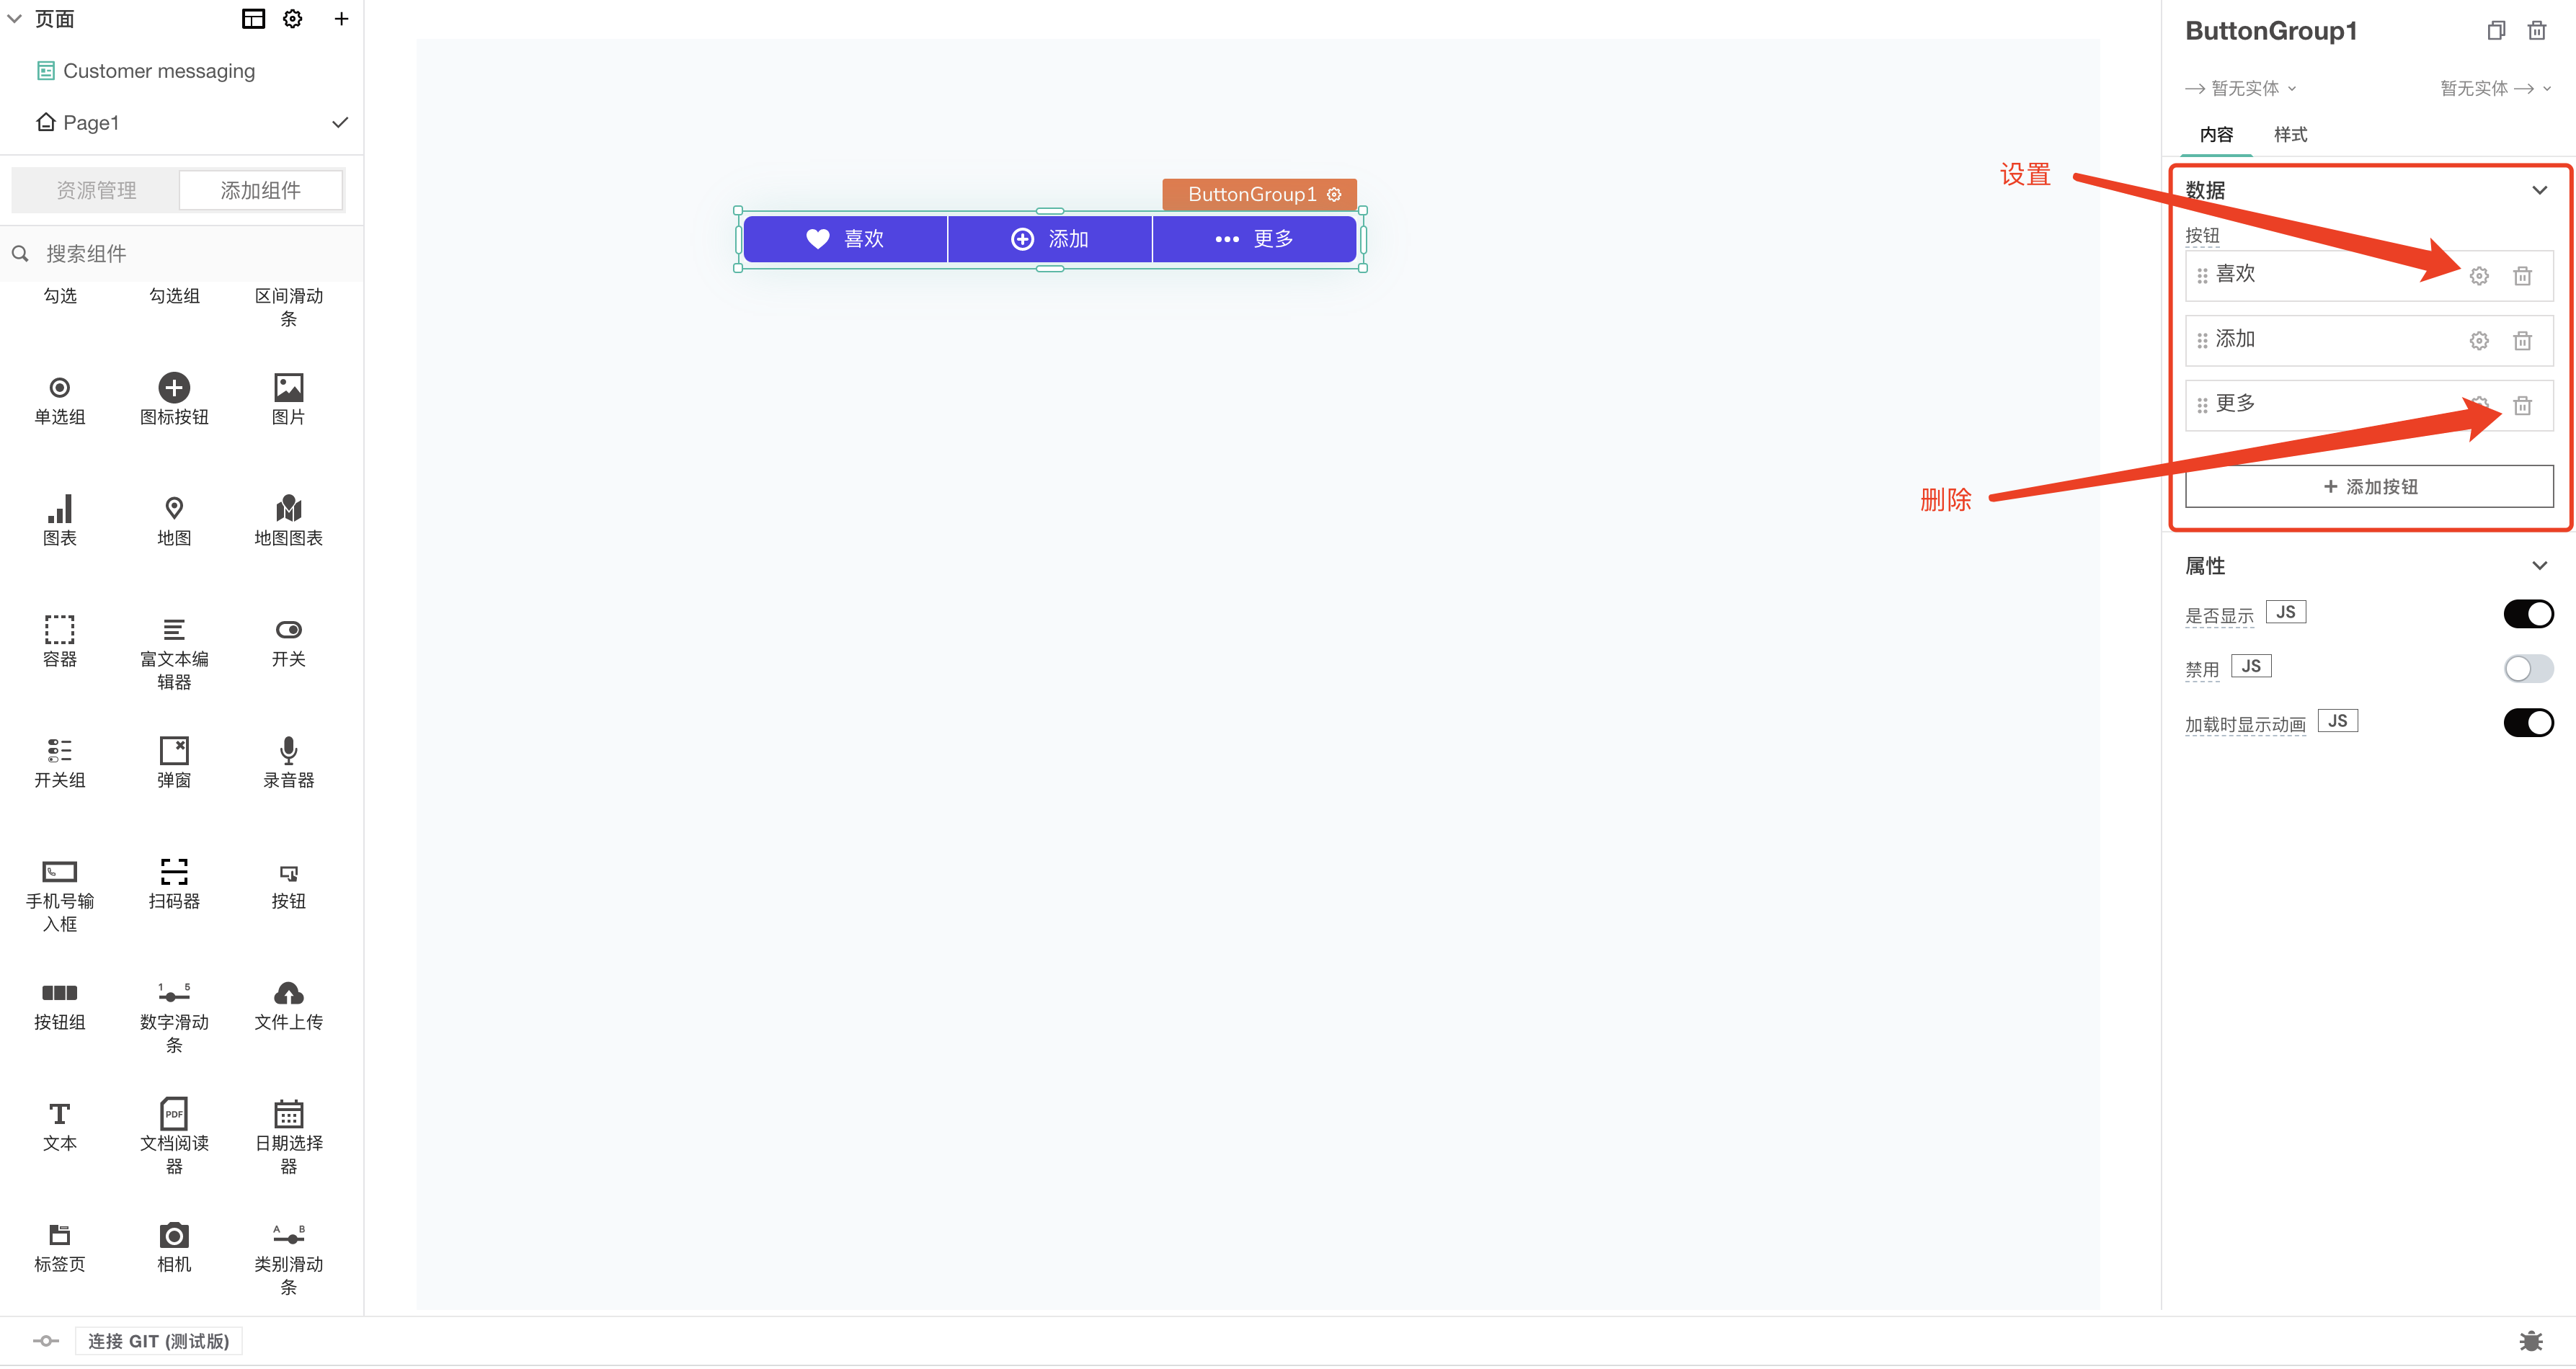 页面
Customer messaging
Page1
资源管理
添加组件
搜索组件
勾选
勾选组
区间滑动
条
单选组
图标按钮
图片
图表
地图
地图图表
容器
富文本编
辑器
开关
开关组
弹窗
录音器
手机号输
入框
扫码器
按钮
按钮组
1 5
数字滑动
条
文件上传
T
文本
PDF
文档阅读
器
日期选择
器
标签页
相机
A B
类别滑动
条
连接 GIT (测试版)
ButtonGroup1
喜欢
添加
更多
设置
删除
ButtonGroup1
暂无实体
暂无实体
内容
样式
数据
按钮
喜欢
添加
更多
+ 添加按钮
属性
是否显示 JS
禁用 JS
加载时显示动画 JS